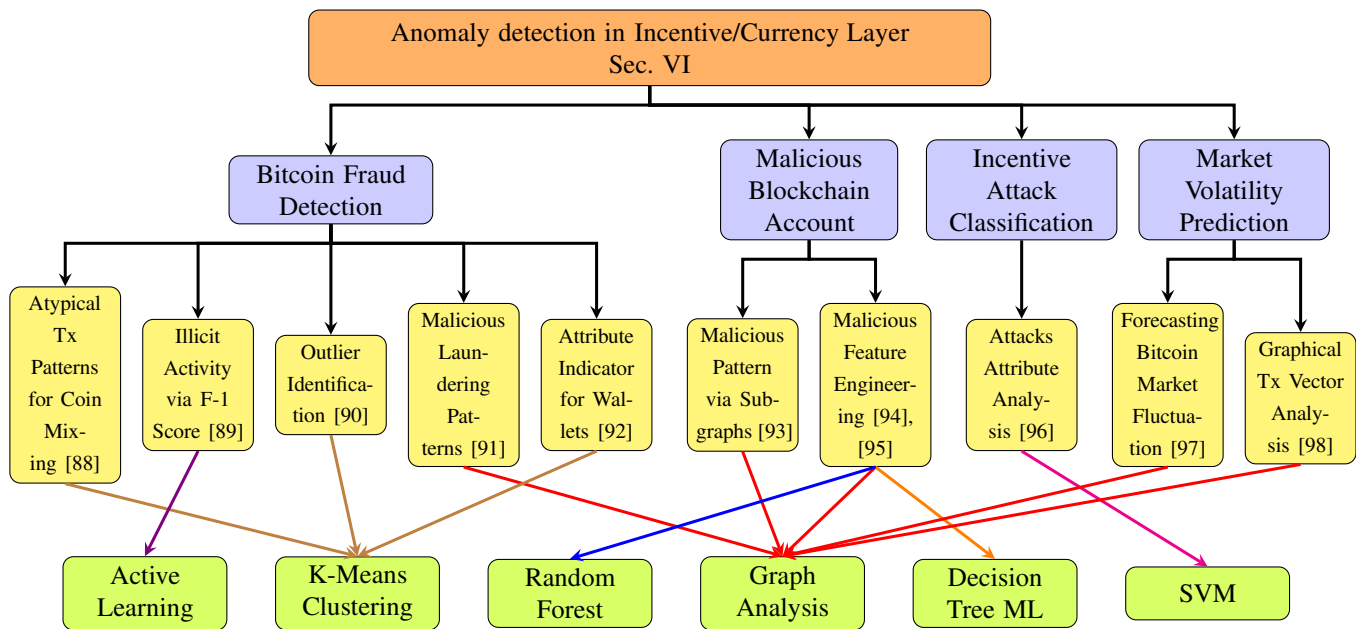 Anomaly detection in Incentive/Currency Layer
Sec. VI
Bitcoin Fraud
Detection
Malicious
Blockchain
Account
Incentive
Attack
Classification
Market
Volatility
Prediction
Atypical
Tx
Patterns
for Coin
Mix-
ing [88]
Illicit
Activity
via F-1
Score [89]
Outlier
Identifica-
tion [90]
Malicious
Laun-
dering
Pat-
terns [91]
Attribute
Indicator
for Wal-
lets [92]
Malicious
Pattern
via Sub-
graphs [93]
Malicious
Feature
Engineer-
ing [94],
[95]
Attacks
Attribute
Analy-
sis [96]
Forecasting
Bitcoin
Market
Fluctua-
tion [97]
Graphical
Tx Vector
Analy-
sis [98]
Active
Learning
K-Means
Clustering
Random
Forest
Graph
Analysis
Decision
Tree ML
SVM